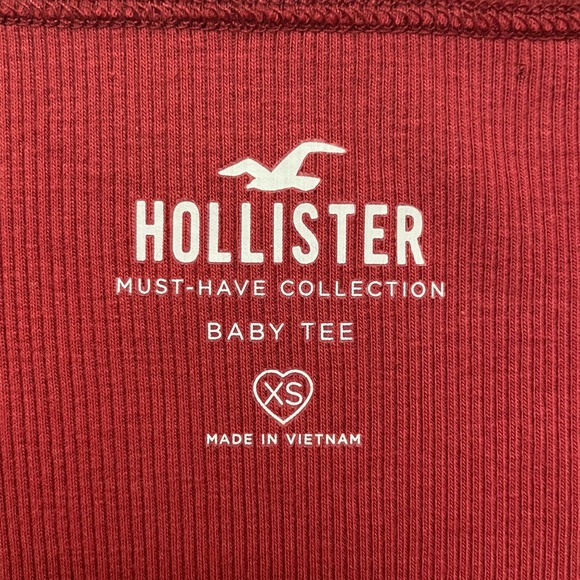 HOLLISTER
MUST-HAVE COLLECTION
BABY TEE
XS
MADE IN VIETNAM